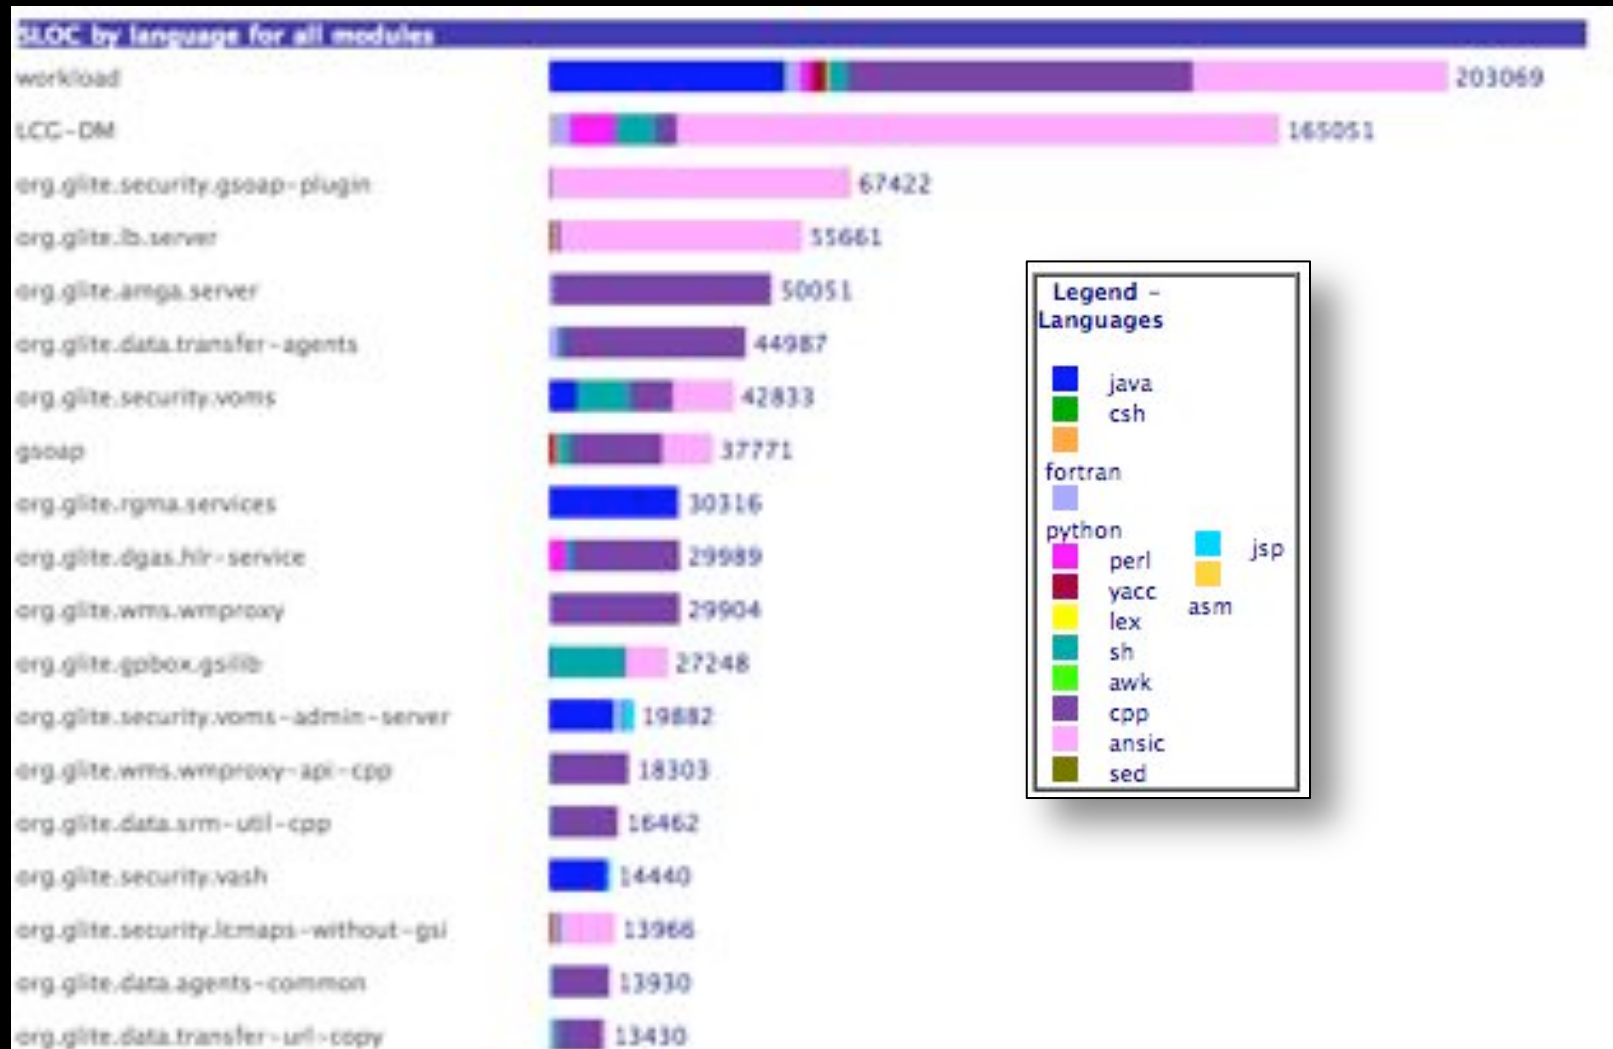 SLOC by language for all modules
workload 203069
LCG-DM 165051
org.glite.security.gsoap-plugin 67422
org.glite.lb.server 55661
org.glite.amga.server 50051
org.glite.data.transfer-agents 44987
org.glite.security.voms 42833
gsoap 37771
org.glite.rgma.services 30316
org.glite.dgas.hlr-service 29989
org.glite.wms.wmproxy 29904
org.glite.gpbox.gsilib 27248
org.glite.security.voms-admin-server 19882
org.glite.wms.wmproxy-api-cpp 18303
org.glite.data.srm-util-cpp 16462
org.glite.security.vash 14440
org.glite.security.lcmaps-without-gsi 13966
org.glite.data.agents-common 13930
org.glite.data.transfer-url-copy 13430
Legend -
Languages
java
csh
fortran
python
perl
yacc
lex
sh
awk
cpp
ansic
sed
jsp
asm